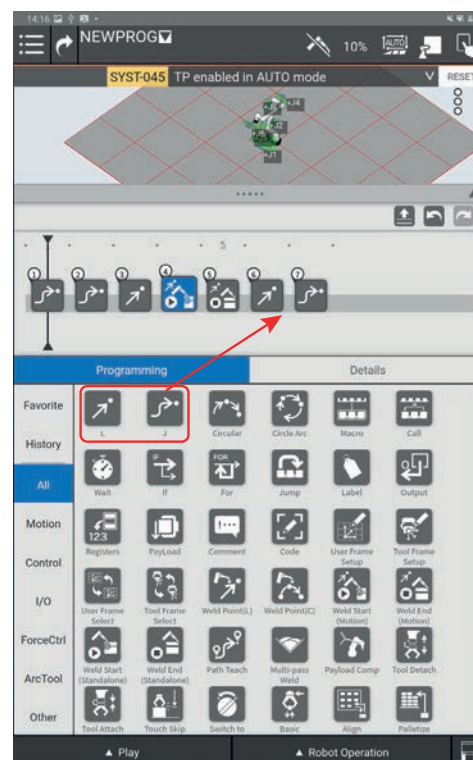 14:16
NEWPROG
10%
AUTO
SYST-045 TP enabled in AUTO mode
RESET
J4
J2
J1
5
1 2 3 4 5 6 7
Programming Details
Favorite
History
All
Motion
Control
I/O
ForceCtrl
ArcTool
Other
L J Circular Circle Arc Macro Call
IF FOR
Wait If For Jump Label Output
123
Registers PayLoad Comment Code User Frame Setup Tool Frame Setup
User Frame Select Tool Frame Select Weld Point(L) Weld Point(C) Weld Start (Motion) Weld End (Motion)
Weld Start (Standalone) Weld End (Standalone) Path Teach Multi-pass Weld Payload Comp Tool Detach
Tool Attach Touch Skip Switch to Basic Align Palletize
▲ Play ▲ Robot Operation